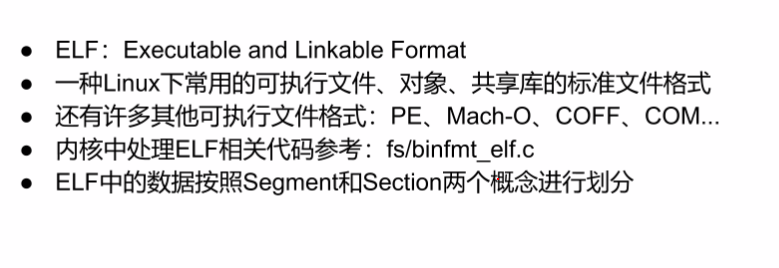 ● ELF：Executable and Linkable Format
● 一种Linux下常用的可执行文件、对象、共享库的标准文件格式
● 还有许多其他可执行文件格式：PE、Mach-O、COFF、COM...
● 内核中处理ELF相关代码参考：fs/binfmt_elf.c
● ELF中的数据按照Segment和Section两个概念进行划分